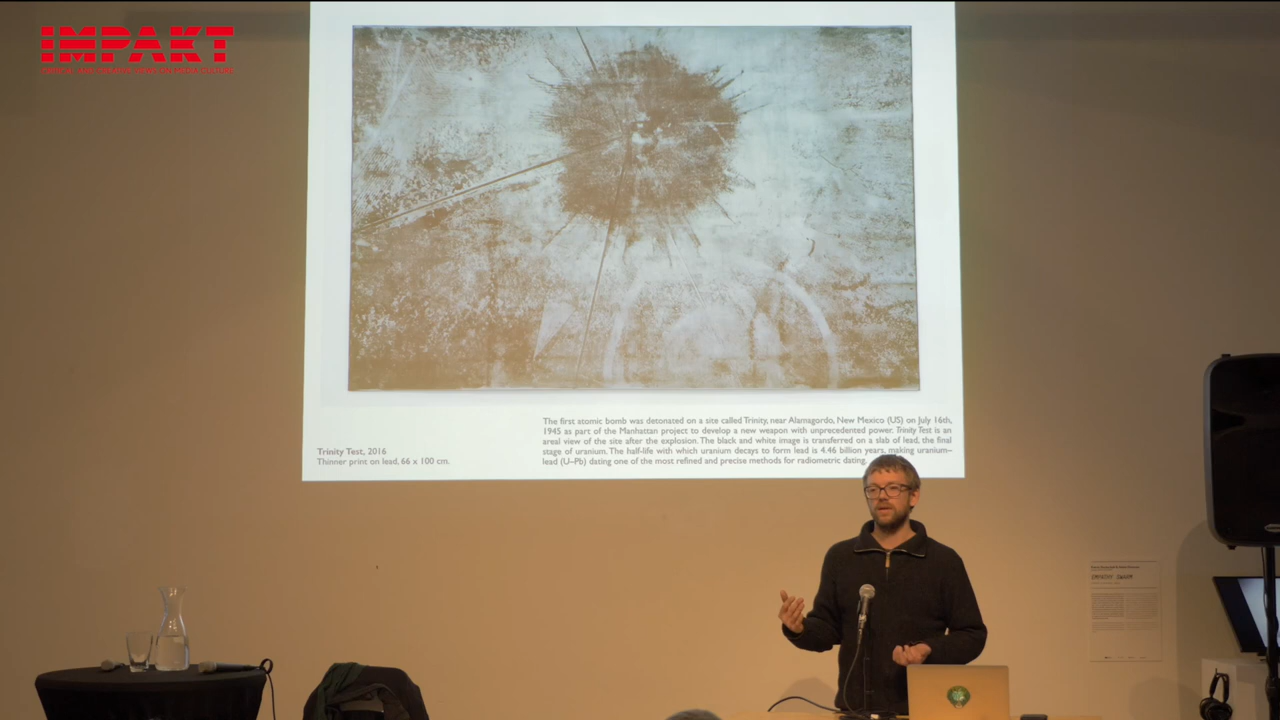 IMPAKT
The first atomic bomb was detonated on a site called Trinity, near Alamagordo, New Mexico (US) on July 16th,
1945 as part of the Manhattan project to develop a new weapon with unprecedented power. Trinity Test is an
areal view of the site after the explosion. The black and white image is transferred on a slab of lead, the final
stage of uranium. The half-life with which uranium decays to form lead is 4.46 billion years, making uranium–
lead (U–Pb) dating one of the most refined and precise methods for radiometric dating.
Trinity Test, 2016
Thinner print on lead, 66 x 100 cm.